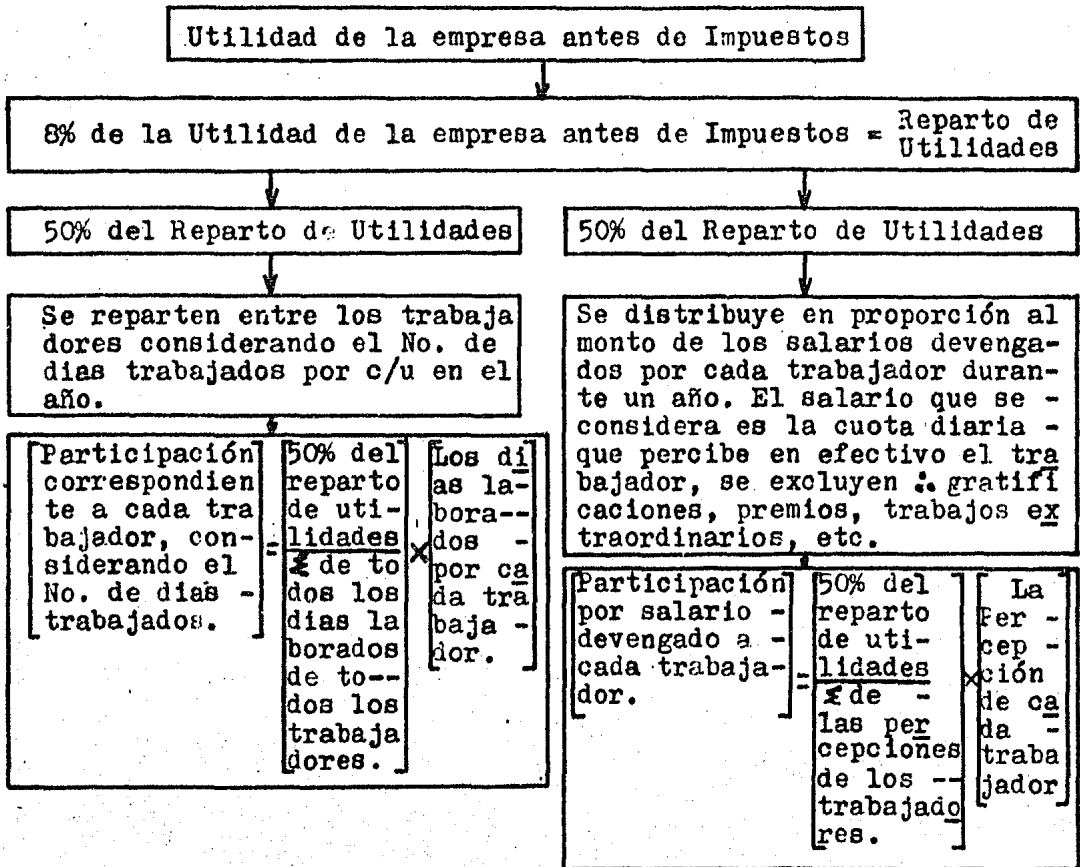 Utilidad de la empresa antes de Impuestos
8% de la Utilidad de la empresa antes de Impuestos = Reparto de
Utilidades
50% del Reparto de Utilidades
Se reparten entre los trabaja
dores considerando el No. de
dias trabajados por c/u en el
año.
Participación
correspondien
te a cada tra
bajador, con-
siderando el
No. de dias -
trabajados.
=
50% del
reparto
de uti-
lidades
Σ de to
dos los
dias la
borados
de to--
dos los
trabaja
dores.
×
Los di
as la-
bora--
dos -
por ca
da tra
baja -
dor.
50% del Reparto de Utilidades
Se distribuye en proporción al
monto de los salarios devenga-
dos por cada trabajador duran-
te un año. El salario que se -
considera es la cuota diaria -
que percibe en efectivo el tra
bajador, se excluyen ∴ gratifi
caciones, premios, trabajos ex
traordinarios, etc.
Participación
por salario -
devengado a -
cada trabaja-
dor.
=
50% del
reparto
de uti-
lidades
Σ de -
las per
cepciones
de los --
trabajado
res.
×
La
Per -
cep -
ción
de ca
da -
traba
jador